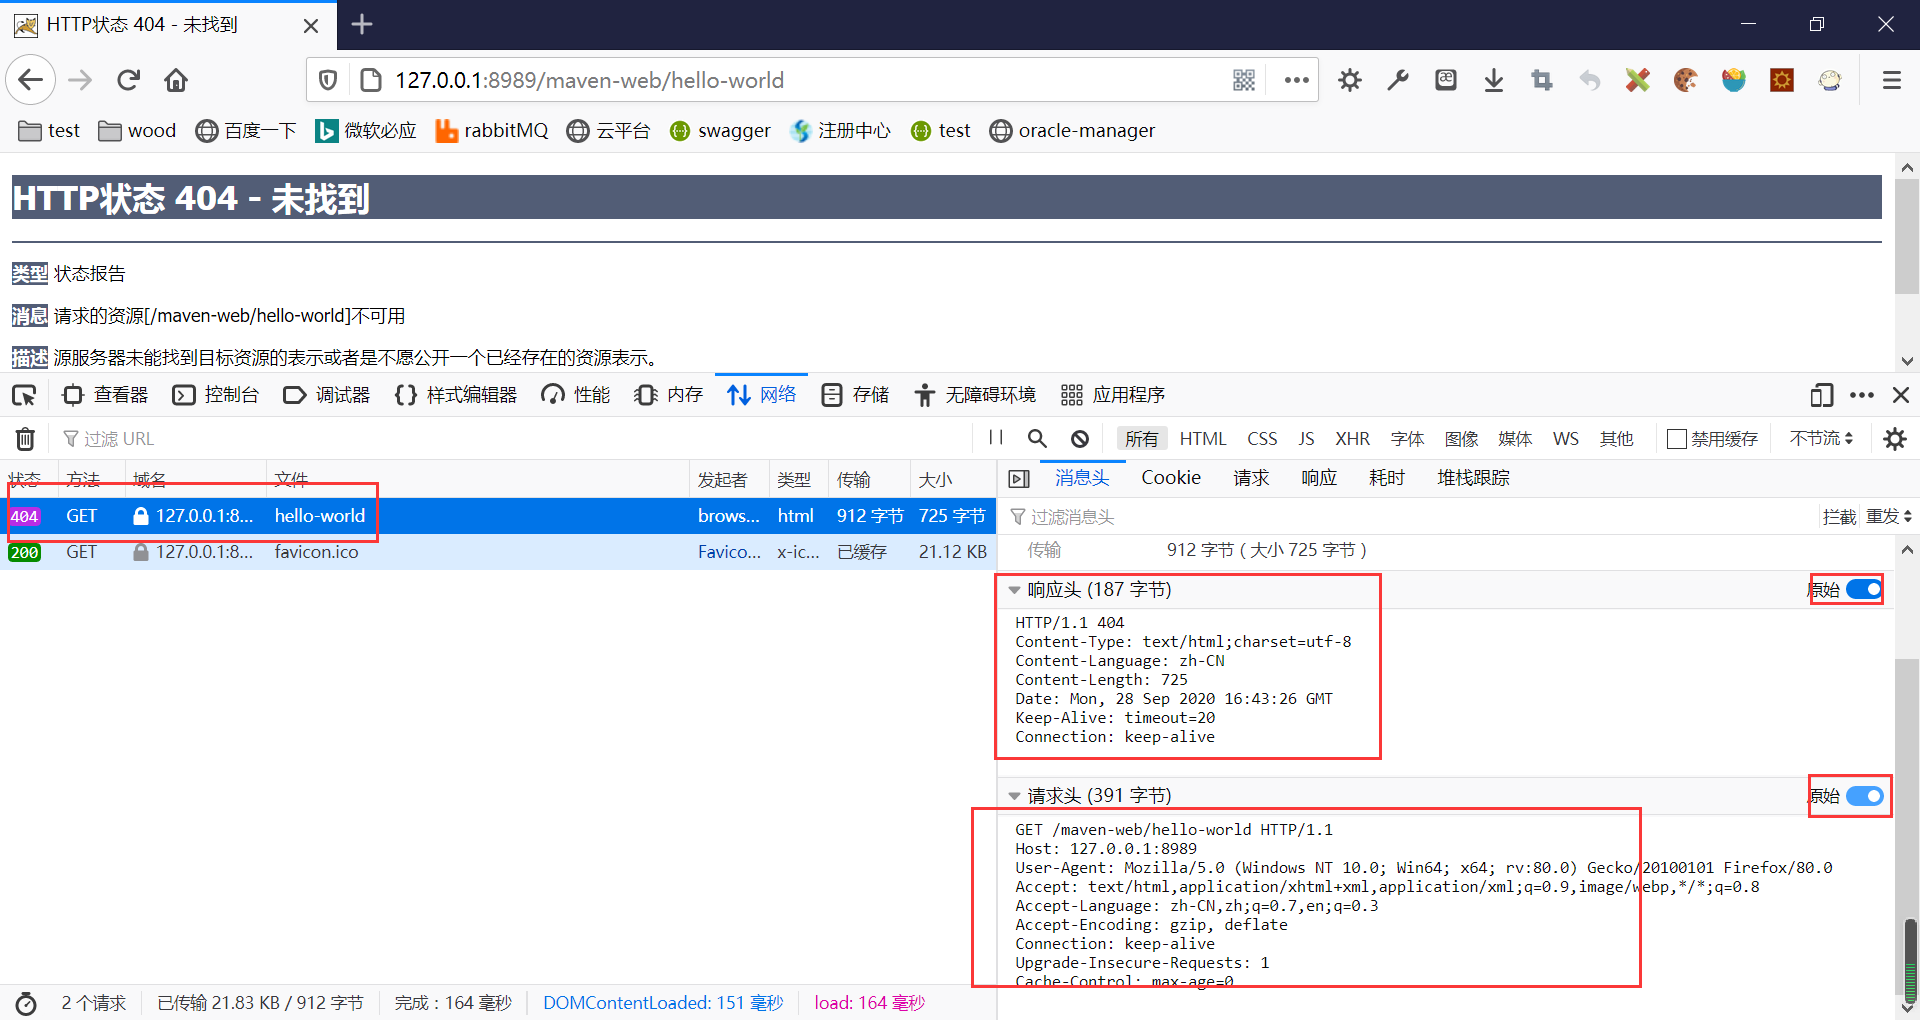 HTTP状态 404 - 未找到
127.0.0.1:8989/maven-web/hello-world
test wood 百度一下 微软必应 rabbitMQ 云平台 swagger 注册中心 test oracle-manager
HTTP状态 404 - 未找到
类型 状态报告
消息 请求的资源[/maven-web/hello-world]不可用
描述 源服务器未能找到目标资源的表示或者是不愿公开一个已经存在的资源表示。
查看器 控制台 调试器 样式编辑器 性能 内存 网络 存储 无障碍环境 应用程序
过滤 URL
所有 HTML CSS JS XHR 字体 图像 媒体 WS 其他 禁用缓存 不节流
状态 方法 域名 文件 发起者 类型 传输 大小
404 GET 127.0.0.1:8... hello-world brows... html 912 字节 725 字节
200 GET 127.0.0.1:8... favicon.ico Favico... x-ic... 已缓存 21.12 KB
消息头 Cookie 请求 响应 耗时 堆栈跟踪
过滤消息头 拦截 重发
传输 912 字节 ( 大小 725 字节 )
响应头 (187 字节) 原始
HTTP/1.1 404
Content-Type: text/html;charset=utf-8
Content-Language: zh-CN
Content-Length: 725
Date: Mon, 28 Sep 2020 16:43:26 GMT
Keep-Alive: timeout=20
Connection: keep-alive
请求头 (391 字节) 原始
GET /maven-web/hello-world HTTP/1.1
Host: 127.0.0.1:8989
User-Agent: Mozilla/5.0 (Windows NT 10.0; Win64; x64; rv:80.0) Gecko/20100101 Firefox/80.0
Accept: text/html,application/xhtml+xml,application/xml;q=0.9,image/webp,*/*;q=0.8
Accept-Language: zh-CN,zh;q=0.7,en;q=0.3
Accept-Encoding: gzip, deflate
Connection: keep-alive
Upgrade-Insecure-Requests: 1
Cache-Control: max-age=0
2 个请求 已传输 21.83 KB / 912 字节 完成：164 毫秒 DOMContentLoaded: 151 毫秒 load: 164 毫秒